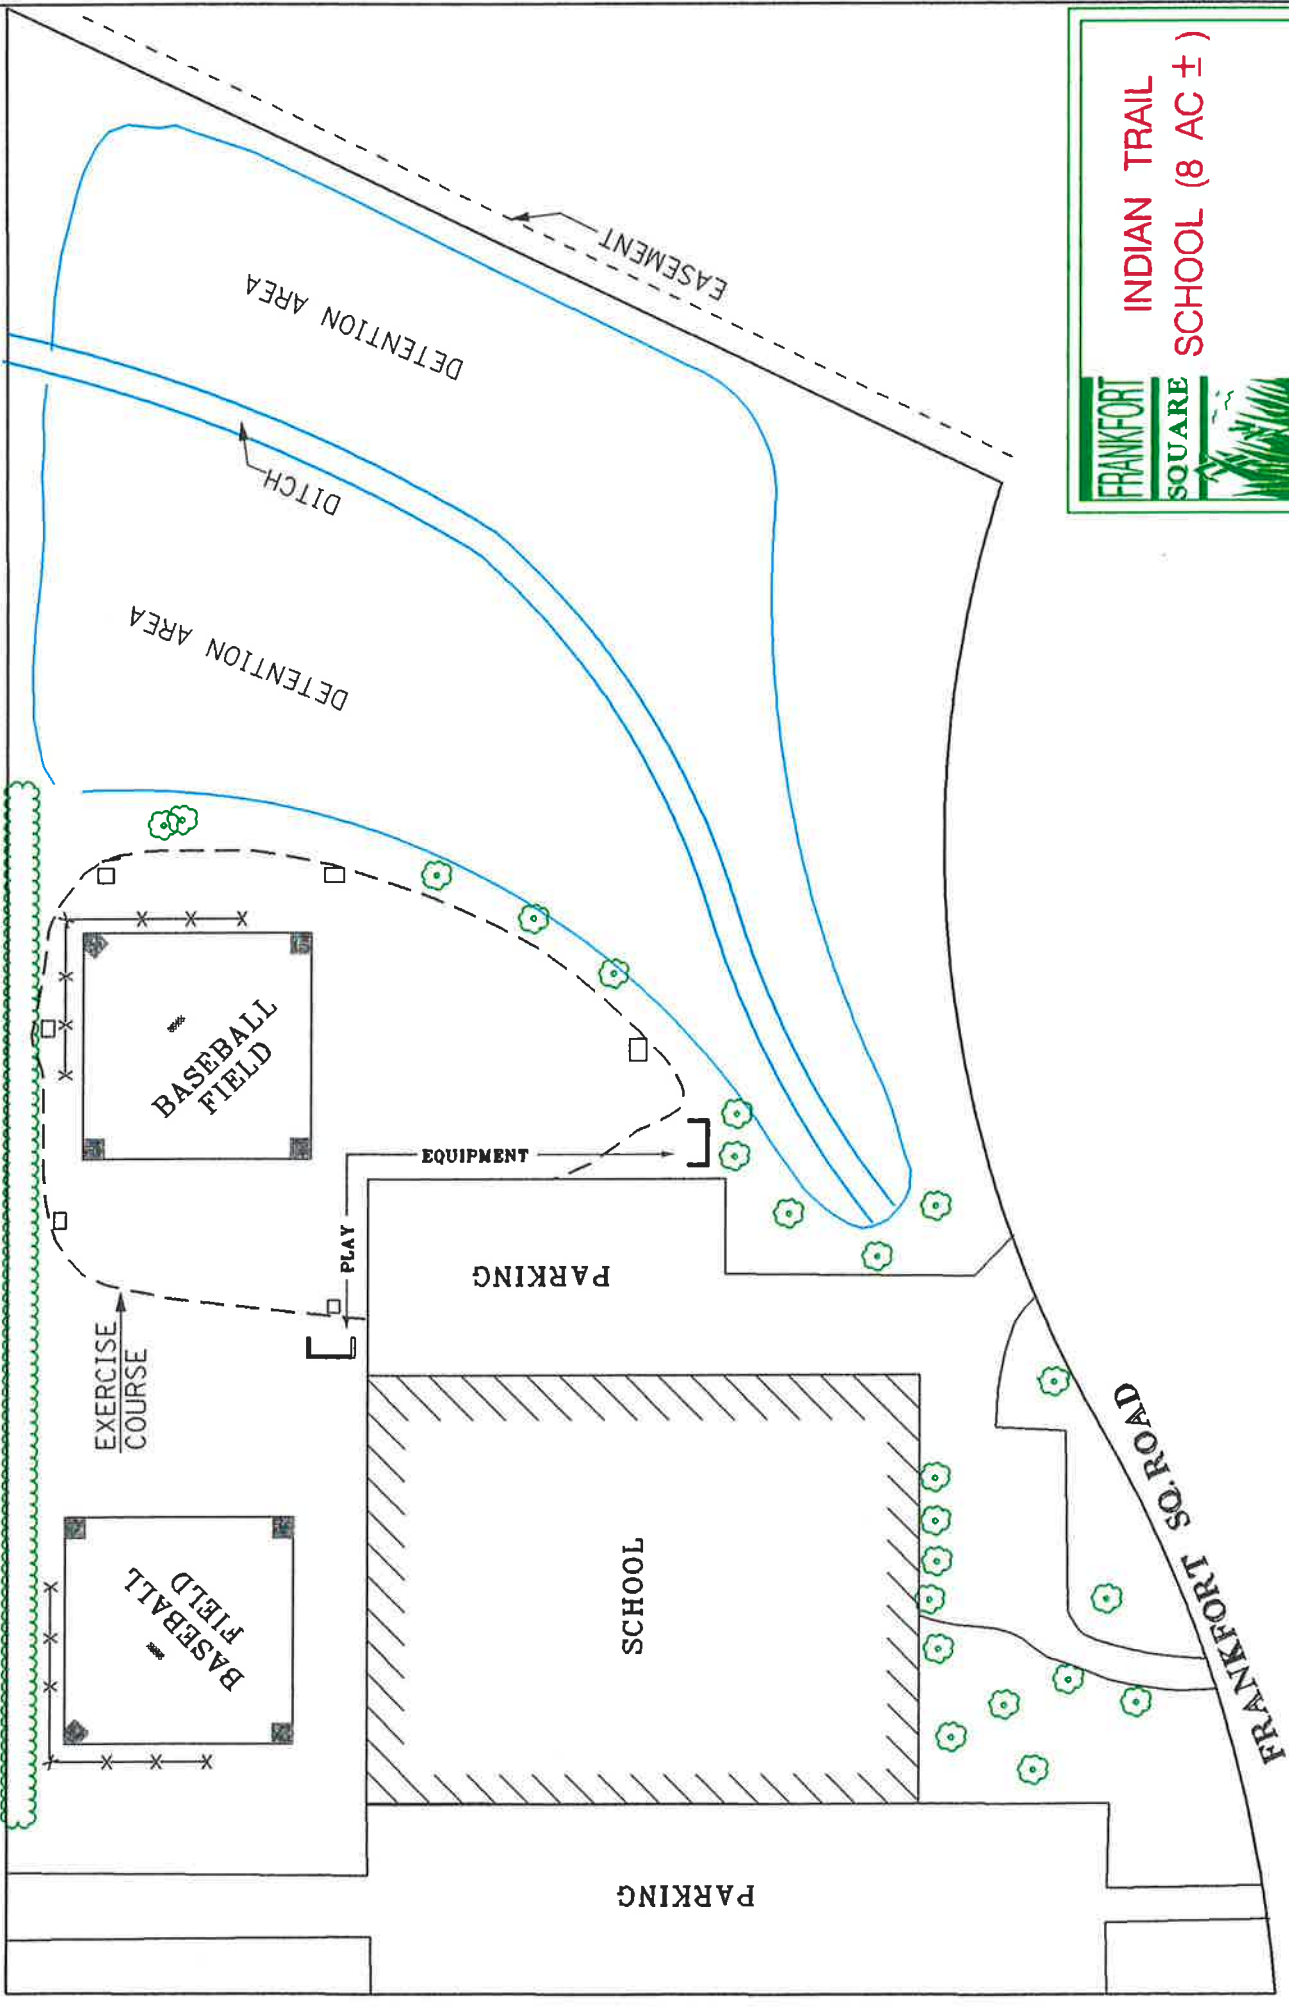 EASEMENT
DETENTION AREA
DITCH
DETENTION AREA
INDIAN TRAIL
SCHOOL (8 AC ±)
FRANKFORT
SQUARE
BASEBALL
FIELD
EQUIPMENT
PLAY
PARKING
EXERCISE
COURSE
BASEBALL
FIELD
SCHOOL
FRANKFORT SQ. ROAD
PARKING